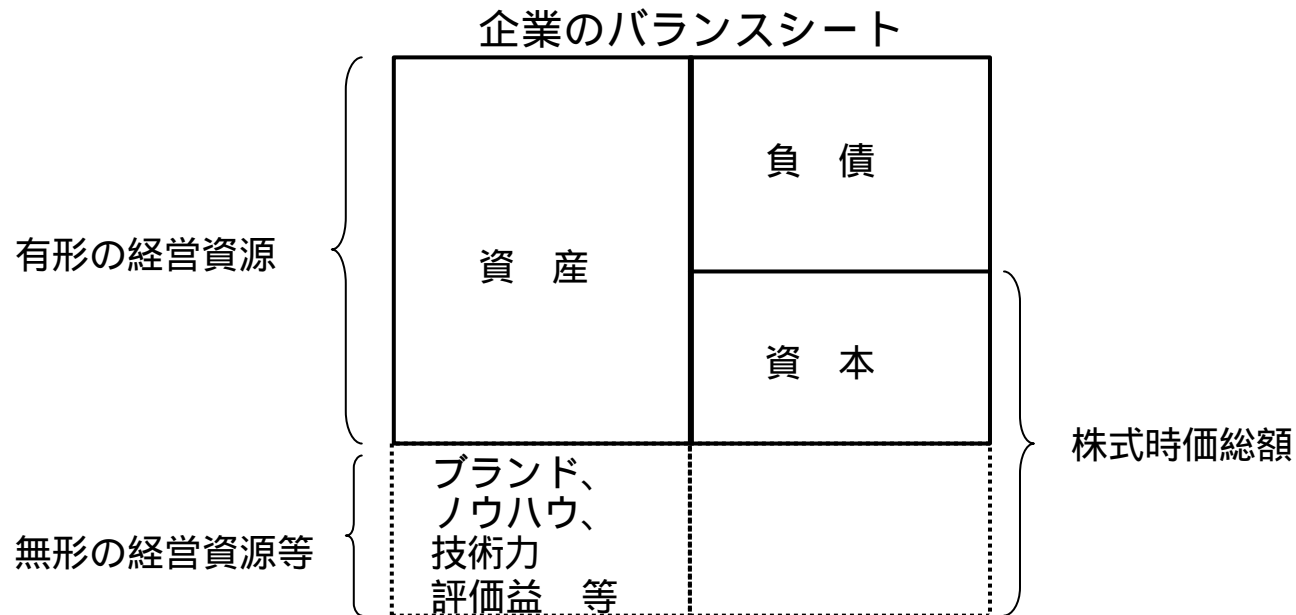 企業のバランスシート
負　債
有形の経営資源
資　産
資　本
株式時価総額
ブランド、
ノウハウ、
技術力
評価益　等
無形の経営資源等